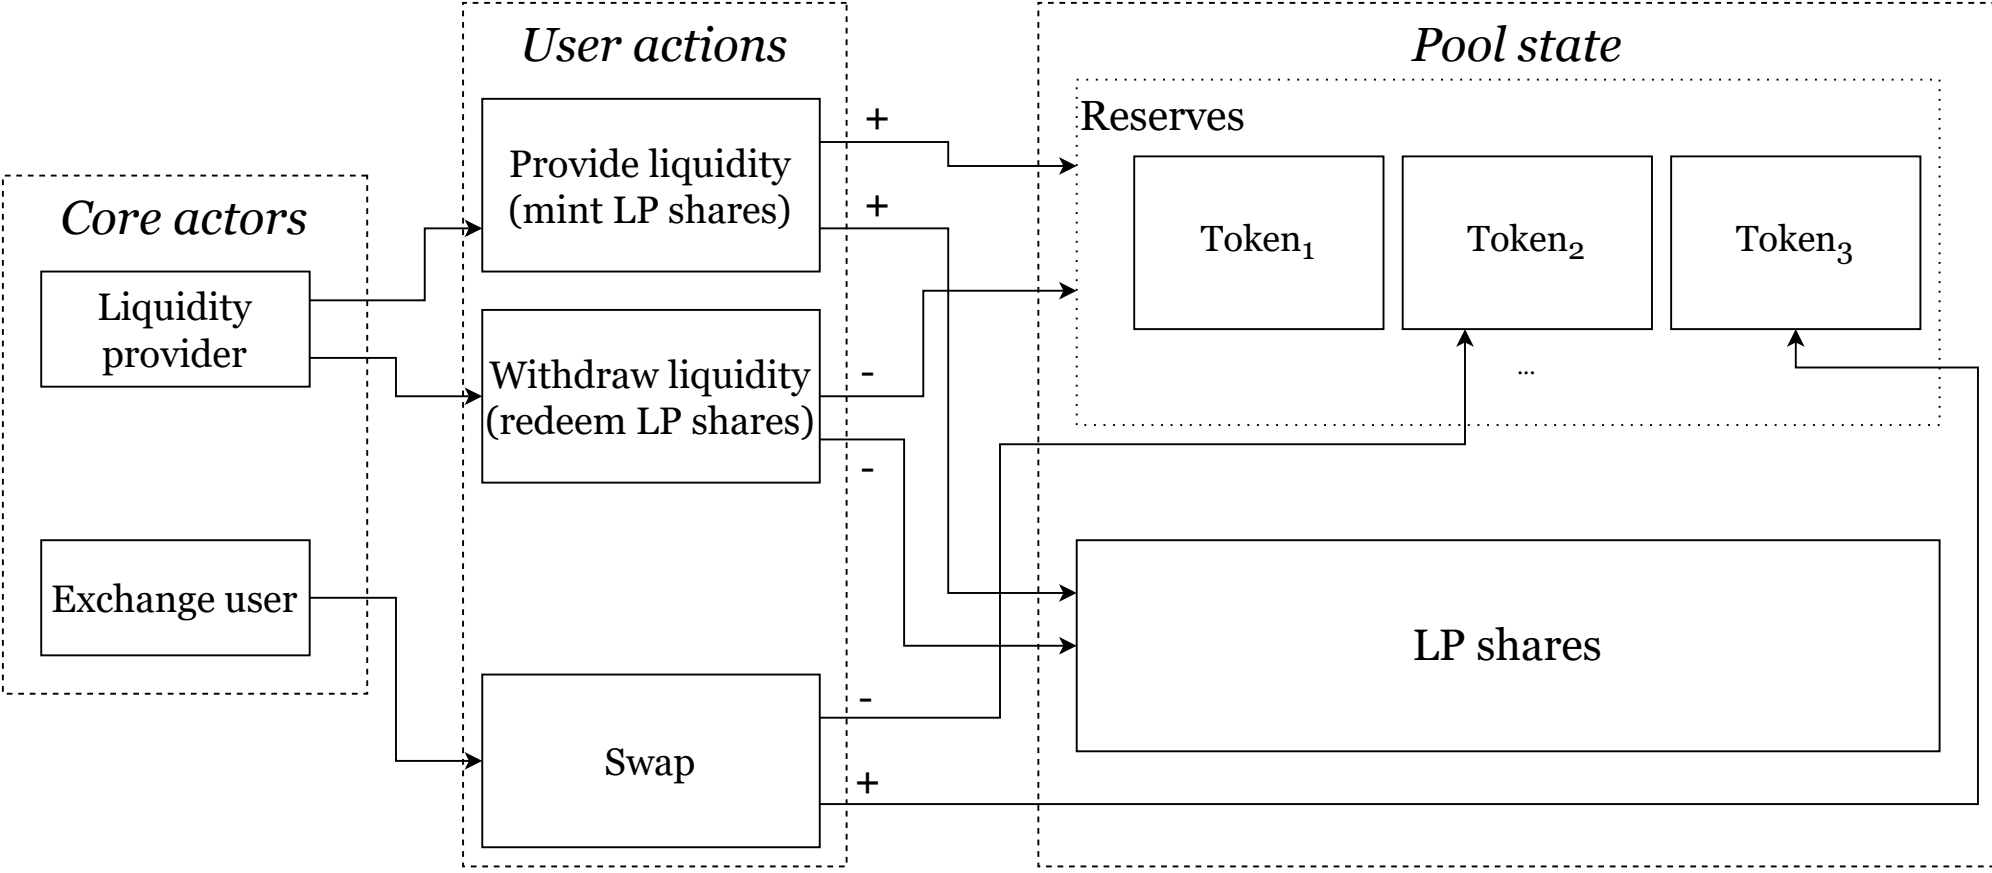 Core actors
Liquidity
provider
Exchange user
User actions
Provide liquidity
(mint LP shares)
Withdraw liquidity
(redeem LP shares)
Swap
+
+
-
-
-
+
Pool state
Reserves
Token₁
Token₂
Token₃
...
LP shares